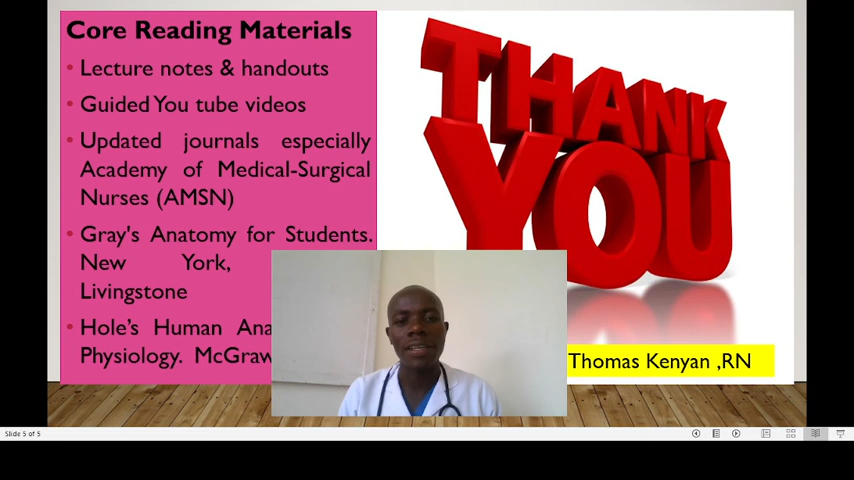 Core Reading Materials
• Lecture notes & handouts
• Guided You tube videos
• Updated journals especially
Academy of Medical-Surgical
Nurses (AMSN)
• Gray's Anatomy for Students.
New York,
Livingstone
• Hole's Human Ana
Physiology. McGraw
THANK
YOU
Thomas Kenyan ,RN
Slide 5 of 5